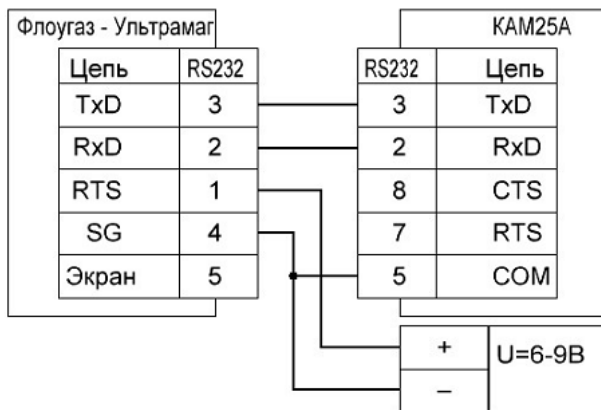 Флоугаз - Ультрамаг КАМ25А
Цепь RS232 RS232 Цепь
TxD 3 3 TxD
RxD 2 2 RxD
RTS 1 8 CTS
SG 4 7 RTS
Экран 5 5 COM
+ U=6-9В
–